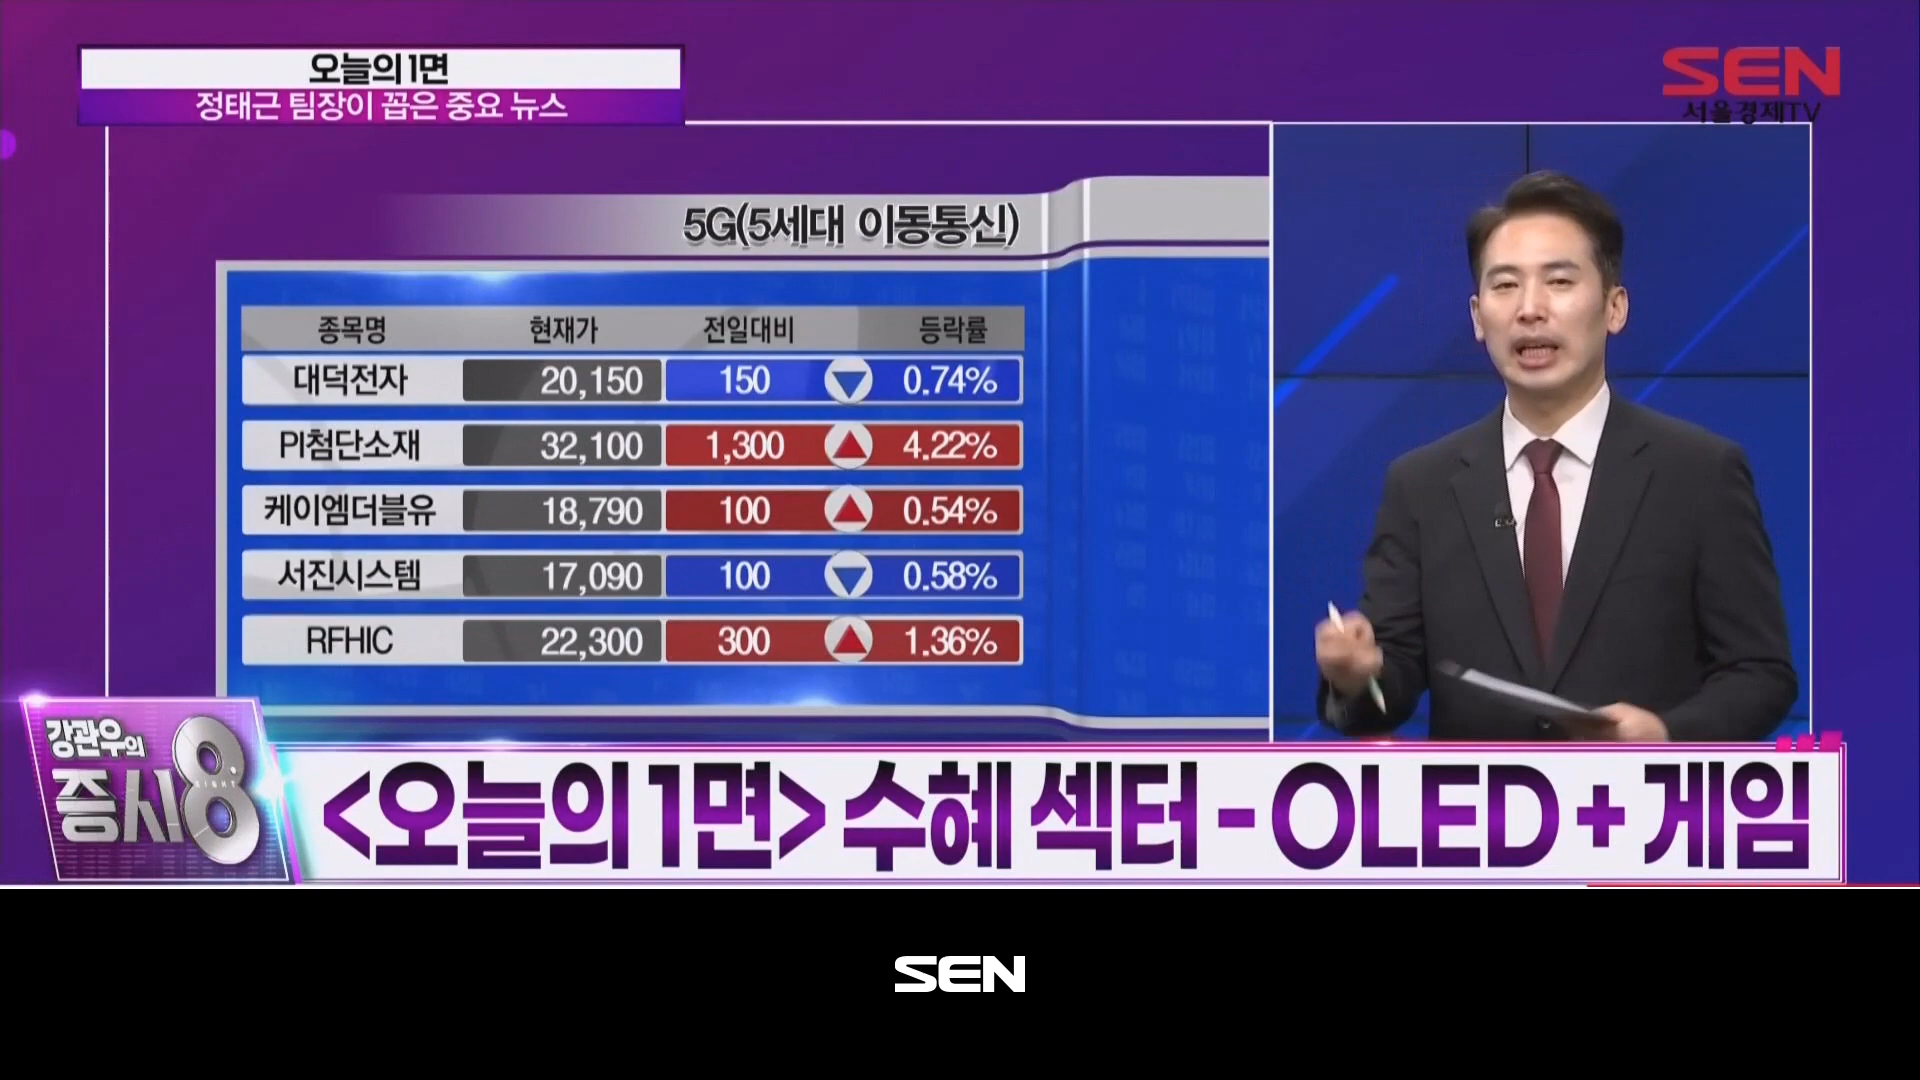 오늘의 1면
정태근 팀장이 꼽은 중요 뉴스
SEN
서울경제TV
5G(5세대 이동통신)
종목명 현재가 전일대비 등락률
대덕전자 20,150 150 ▼ 0.74%
PI첨단소재 32,100 1,300 ▲ 4.22%
케이엠더블유 18,790 100 ▲ 0.54%
서진시스템 17,090 100 ▼ 0.58%
RFHIC 22,300 300 ▲ 1.36%
강관우의
증시8
<오늘의 1면> 수혜 섹터 - OLED + 게임
SEN